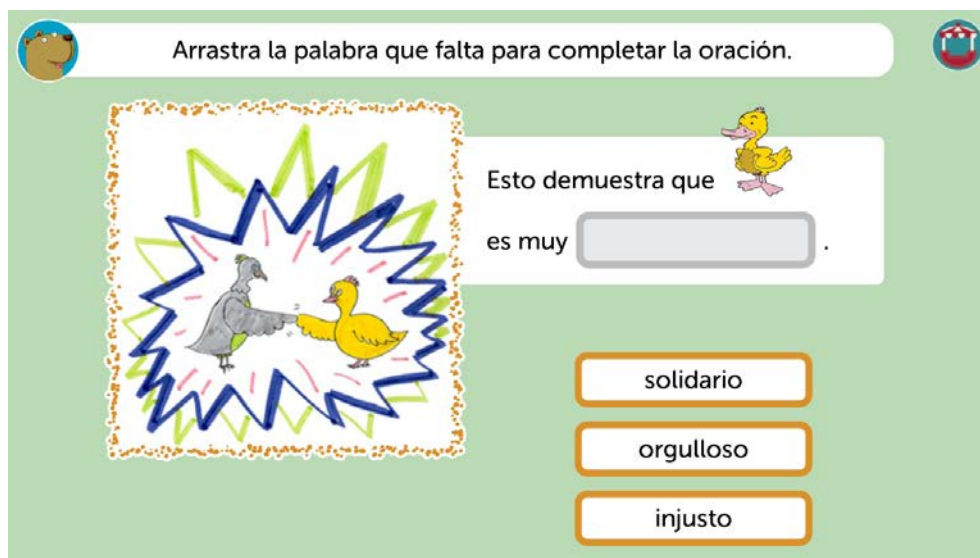 Arrastra la palabra que falta para completar la oración.
Esto demuestra que
es muy .
solidario
orgulloso
injusto